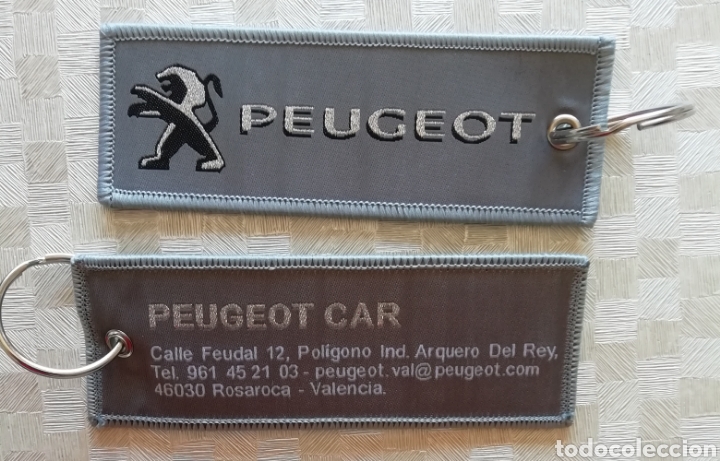 PEUGEOT
PEUGEOT CAR
Calle Feudal 12, Polígono Ind. Arquero Del Rey,
Tel. 961 45 21 03 - peugeot.val@peugeot.com
46030 Rosaroca - Valencia.
todocoleccion